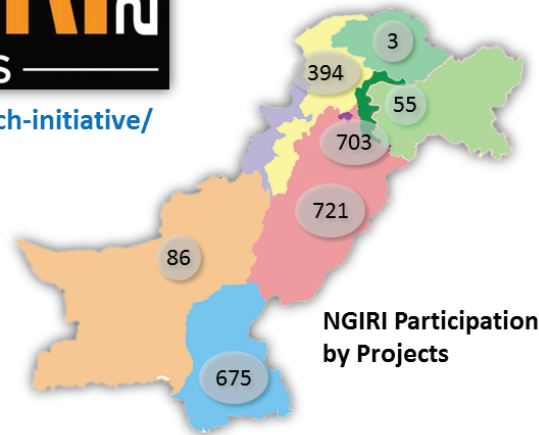 S
ch-initiative/
3
394
55
703
721
86
NGIRI Participation
by Projects
675